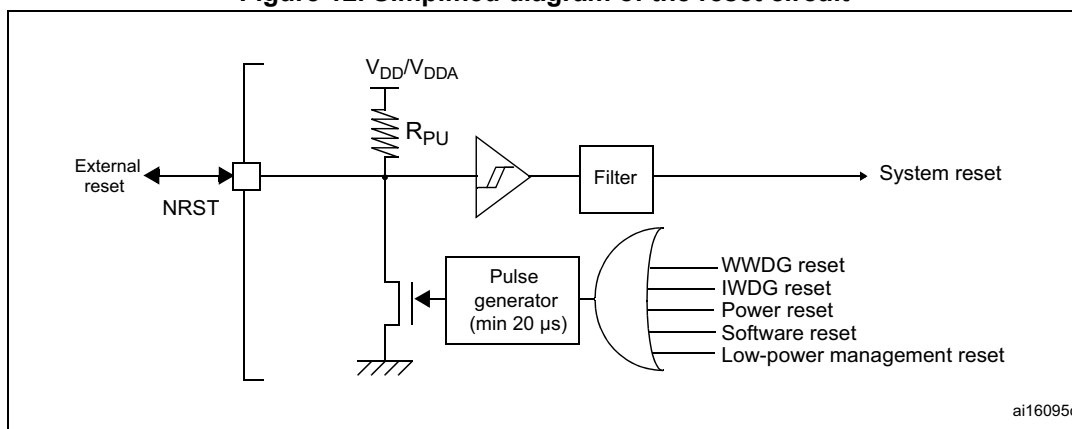 Figure 12. Simplified diagram of the reset circuit
VDD/VDDA
RPU
External
reset
NRST
Filter
System reset
Pulse
generator
(min 20 µs)
WWDG reset
IWDG reset
Power reset
Software reset
Low-power management reset